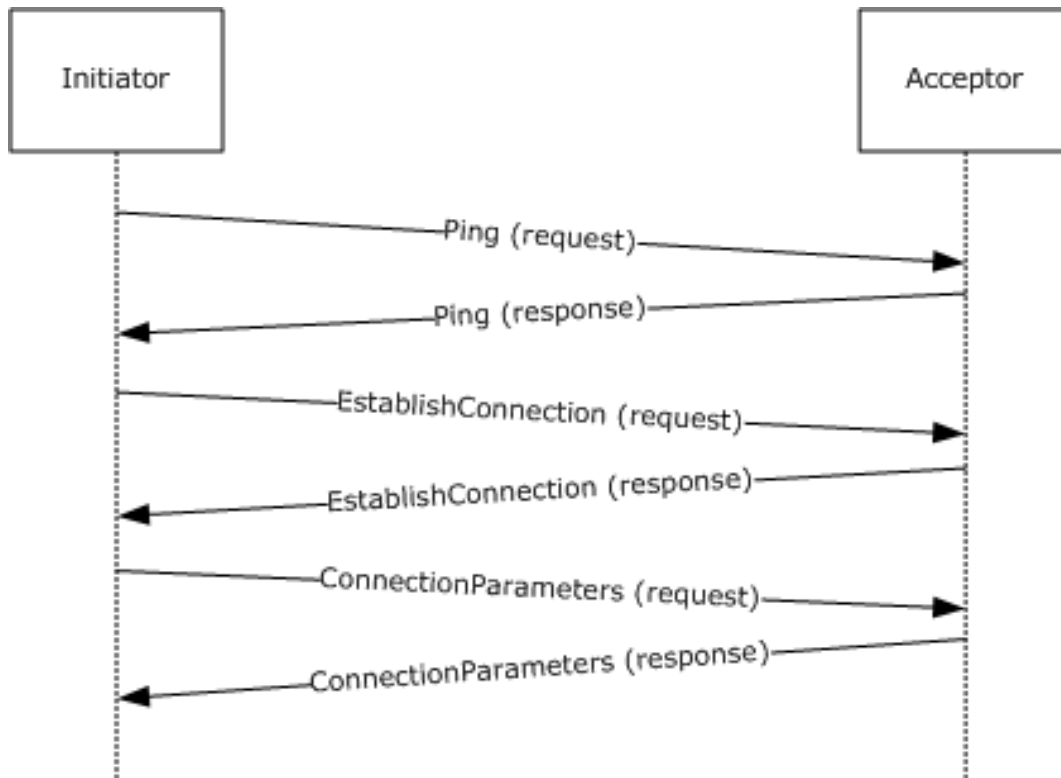 Initiator
Acceptor
Ping (request)
Ping (response)
EstablishConnection (request)
EstablishConnection (response)
ConnectionParameters (request)
ConnectionParameters (response)